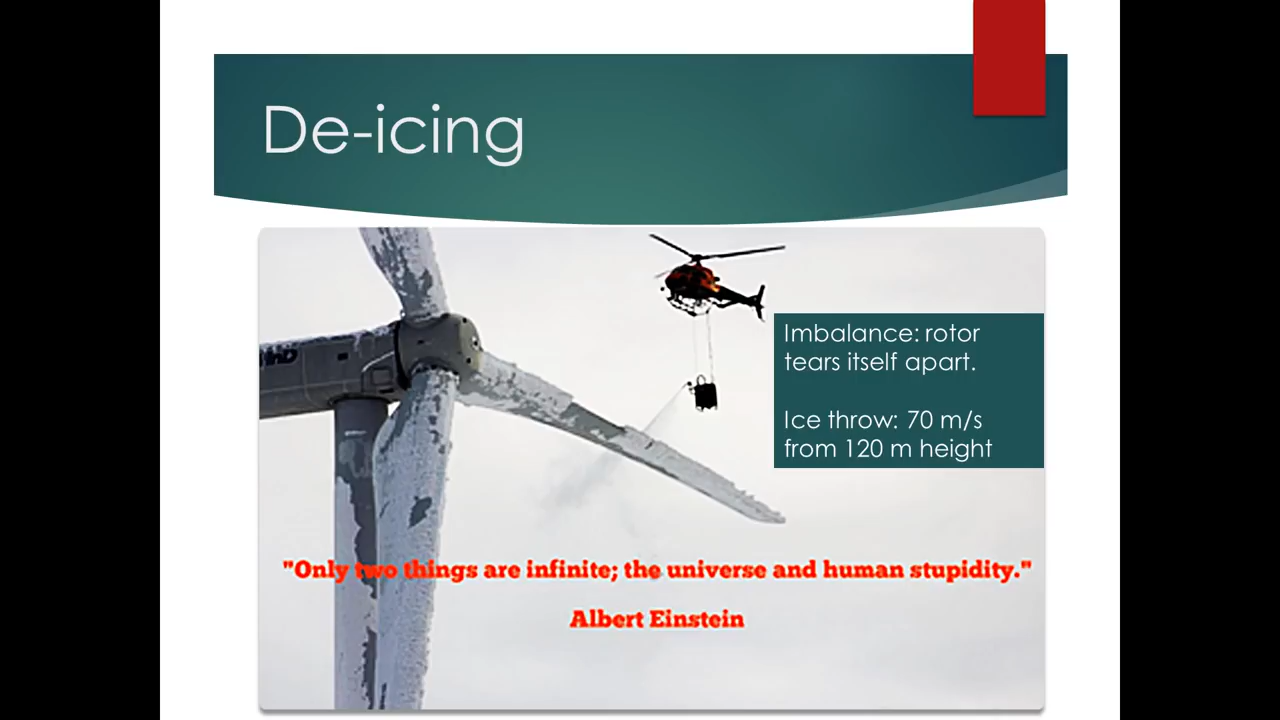 De-icing
Imbalance: rotor
tears itself apart.
Ice throw: 70 m/s
from 120 m height
"Only two things are infinite; the universe and human stupidity."
Albert Einstein